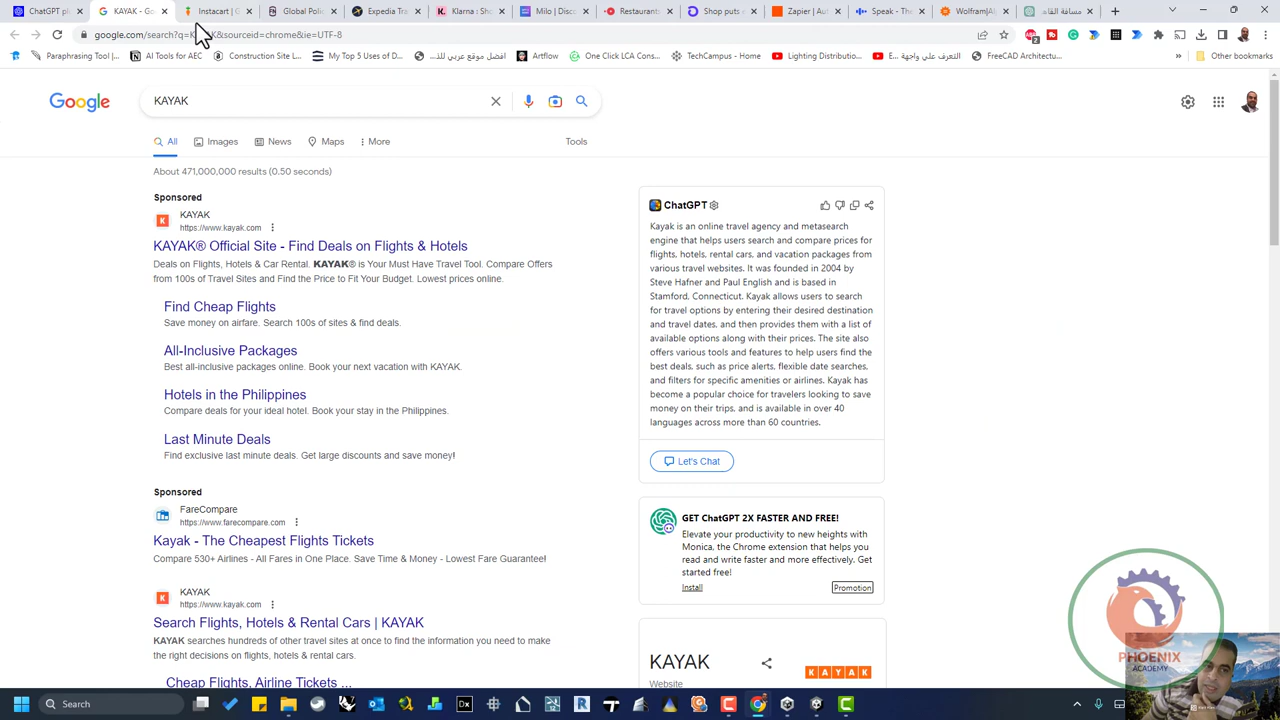 ChatGPT pl
KAYAK - Go
Instacart | G
Global Polic
Expedia Tra
Klarna : Sho
Milo | Disco
Restaurants
Shop puts
Zapier | Aut
Speak - The
Wolfram|Al
مسافة القاد
google.com/search?q=KAYAK&sourceid=chrome&ie=UTF-8
Paraphrasing Tool |...
AI Tools for AEC
Construction Site L...
My Top 5 Uses of D...
افضل موقع عربي للذ...
Artflow
One Click LCA Cons...
TechCampus - Home
Lighting Distributio...
التعرف علي واجهة ...
FreeCAD Architectu...
»
Other bookmarks
Google
KAYAK
All
Images
News
Maps
More
Tools
About 471,000,000 results (0.50 seconds)
Sponsored
KAYAK
https://www.kayak.com
KAYAK® Official Site - Find Deals on Flights & Hotels
Deals on Flights, Hotels & Car Rental. KAYAK® is Your Must Have Travel Tool. Compare Offers
from 100s of Travel Sites and Find the Price to Fit Your Budget. Lowest prices online.
Find Cheap Flights
Save money on airfare. Search 100s of sites & find deals.
All-Inclusive Packages
Best all-inclusive packages online. Book your next vacation with KAYAK.
Hotels in the Philippines
Compare deals for your ideal hotel. Book your stay in the Philippines.
Last Minute Deals
Find exclusive last minute deals. Get large discounts and save money!
Sponsored
FareCompare
https://www.farecompare.com
Kayak - The Cheapest Flights Tickets
Compare 530+ Airlines - All Fares in One Place. Save Time & Money - Lowest Fare Guarantee!
KAYAK
https://www.kayak.com
Search Flights, Hotels & Rental Cars | KAYAK
KAYAK searches hundreds of other travel sites at once to find the information you need to make
the right decisions on flights, hotels & rental cars.
Cheap Flights, Airline Tickets ...
ChatGPT
Kayak is an online travel agency and metasearch
engine that helps users search and compare prices for
flights, hotels, rental cars, and vacation packages from
various travel websites. It was founded in 2004 by
Steve Hafner and Paul English and is based in
Stamford, Connecticut. Kayak allows users to search
for travel options by entering their desired destination
and travel dates, and then provides them with a list of
available options along with their prices. The site also
offers various tools and features to help users find the
best deals, such as price alerts, flexible date searches,
and filters for specific amenities or airlines. Kayak has
become a popular choice for travelers looking to save
money on their trips, and is available in over 40
languages across more than 60 countries.
Let's Chat
GET ChatGPT 2X FASTER AND FREE!
Elevate your productivity to new heights with
Monica, the Chrome extension that helps you
read and write faster and more effectively. Get
started free!
Install
Promotion
KAYAK
KAYAK
Website
PHOENIX
ACADEMY
Search